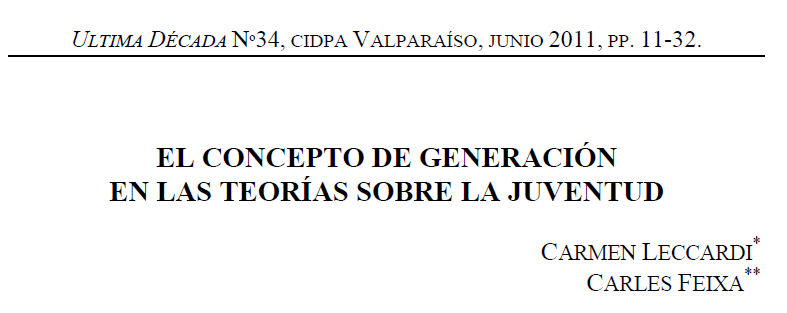 ULTIMA DÉCADA Nº34, CIDPA VALPARAÍSO, JUNIO 2011, PP. 11-32.
EL CONCEPTO DE GENERACIÓN
EN LAS TEORÍAS SOBRE LA JUVENTUD
CARMEN LECCARDI*
CARLES FEIXA**